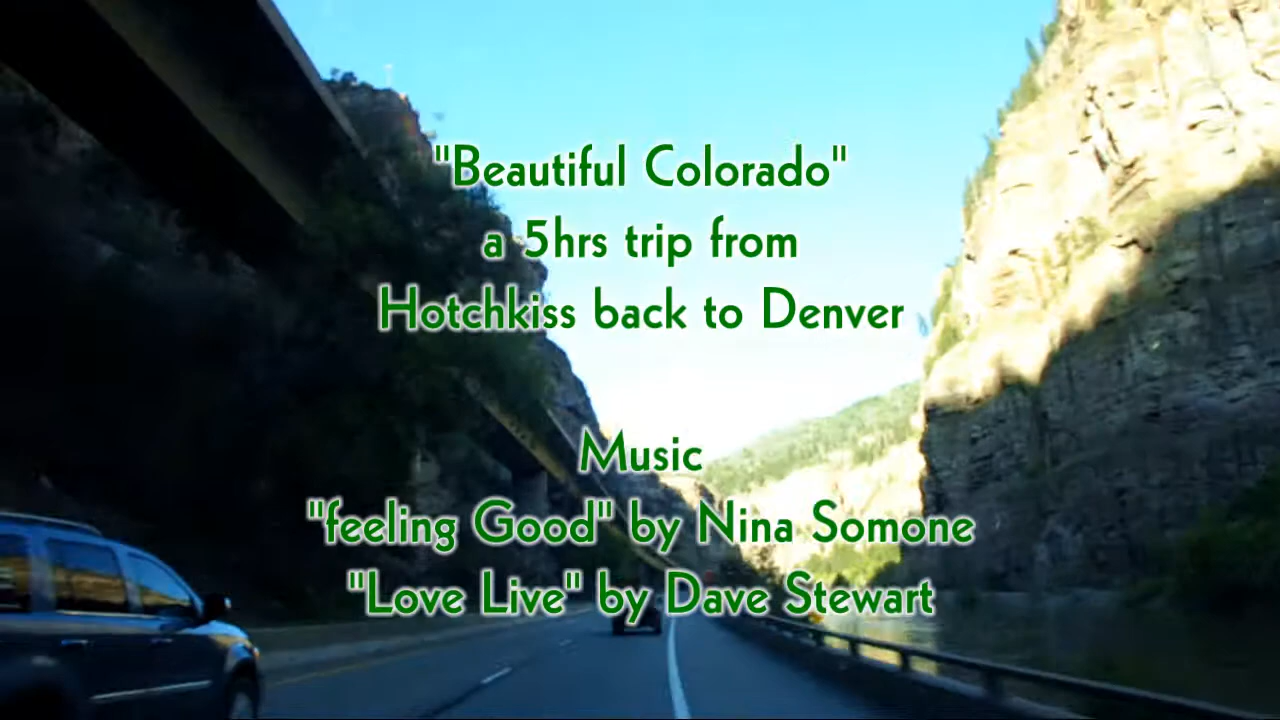 "Beautiful Colorado"
a 5hrs trip from
Hotchkiss back to Denver
Music
"feeling Good" by Nina Somone
"Love Live" by Dave Stewart